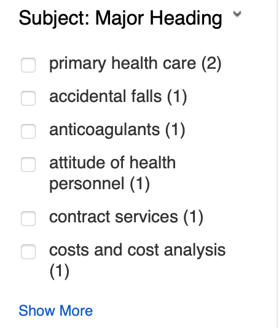 Subject: Major Heading
primary health care (2)
accidental falls (1)
anticoagulants (1)
attitude of health
personnel (1)
contract services (1)
costs and cost analysis
(1)
Show More